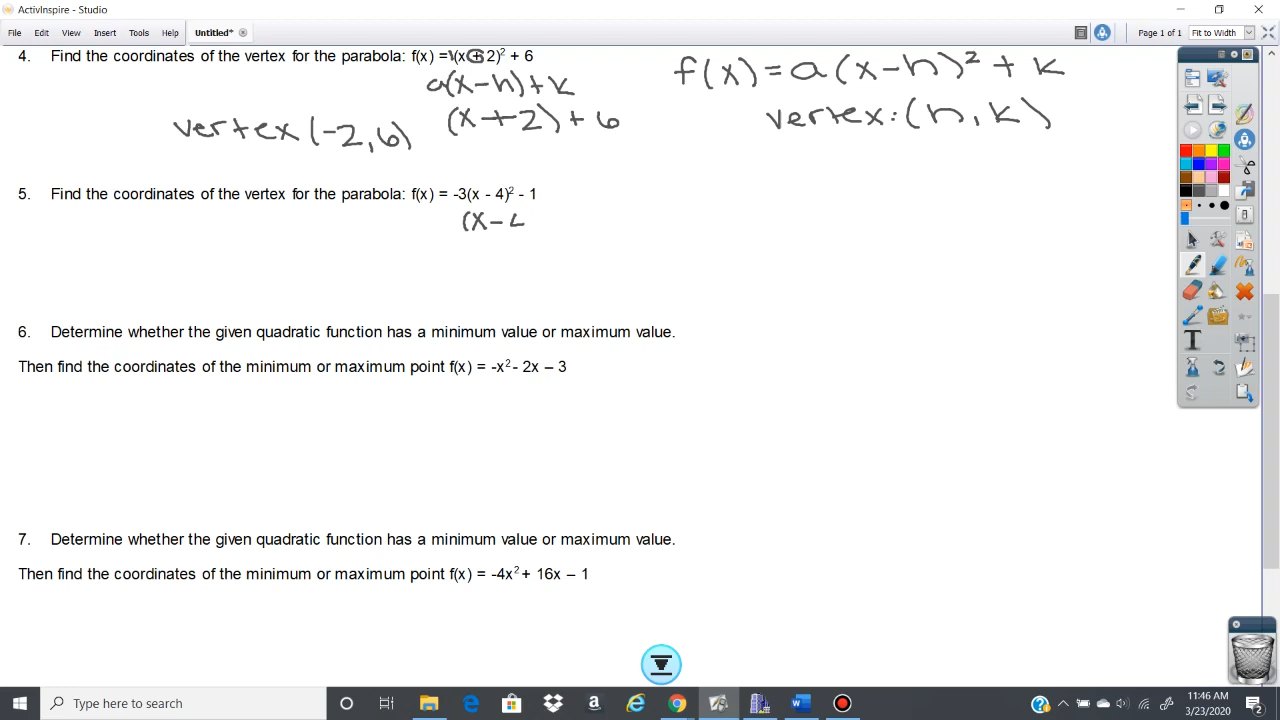 ActivInspire - Studio
File Edit View Insert Tools Help Untitled* Page 1 of 1 Fit to Width
4. Find the coordinates of the vertex for the parabola: f(x) = 1(x + 2)² + 6
a(x-h)+k
(x+2)+6
vertex (-2,6)
f(x)=a(x-h)²+k
vertex:(h,k)
5. Find the coordinates of the vertex for the parabola: f(x) = -3(x - 4)² - 1
(x-4
6. Determine whether the given quadratic function has a minimum value or maximum value.
Then find the coordinates of the minimum or maximum point f(x) = -x² - 2x – 3
7. Determine whether the given quadratic function has a minimum value or maximum value.
Then find the coordinates of the minimum or maximum point f(x) = -4x² + 16x – 1
Type here to search
11:46 AM
3/23/2020
2